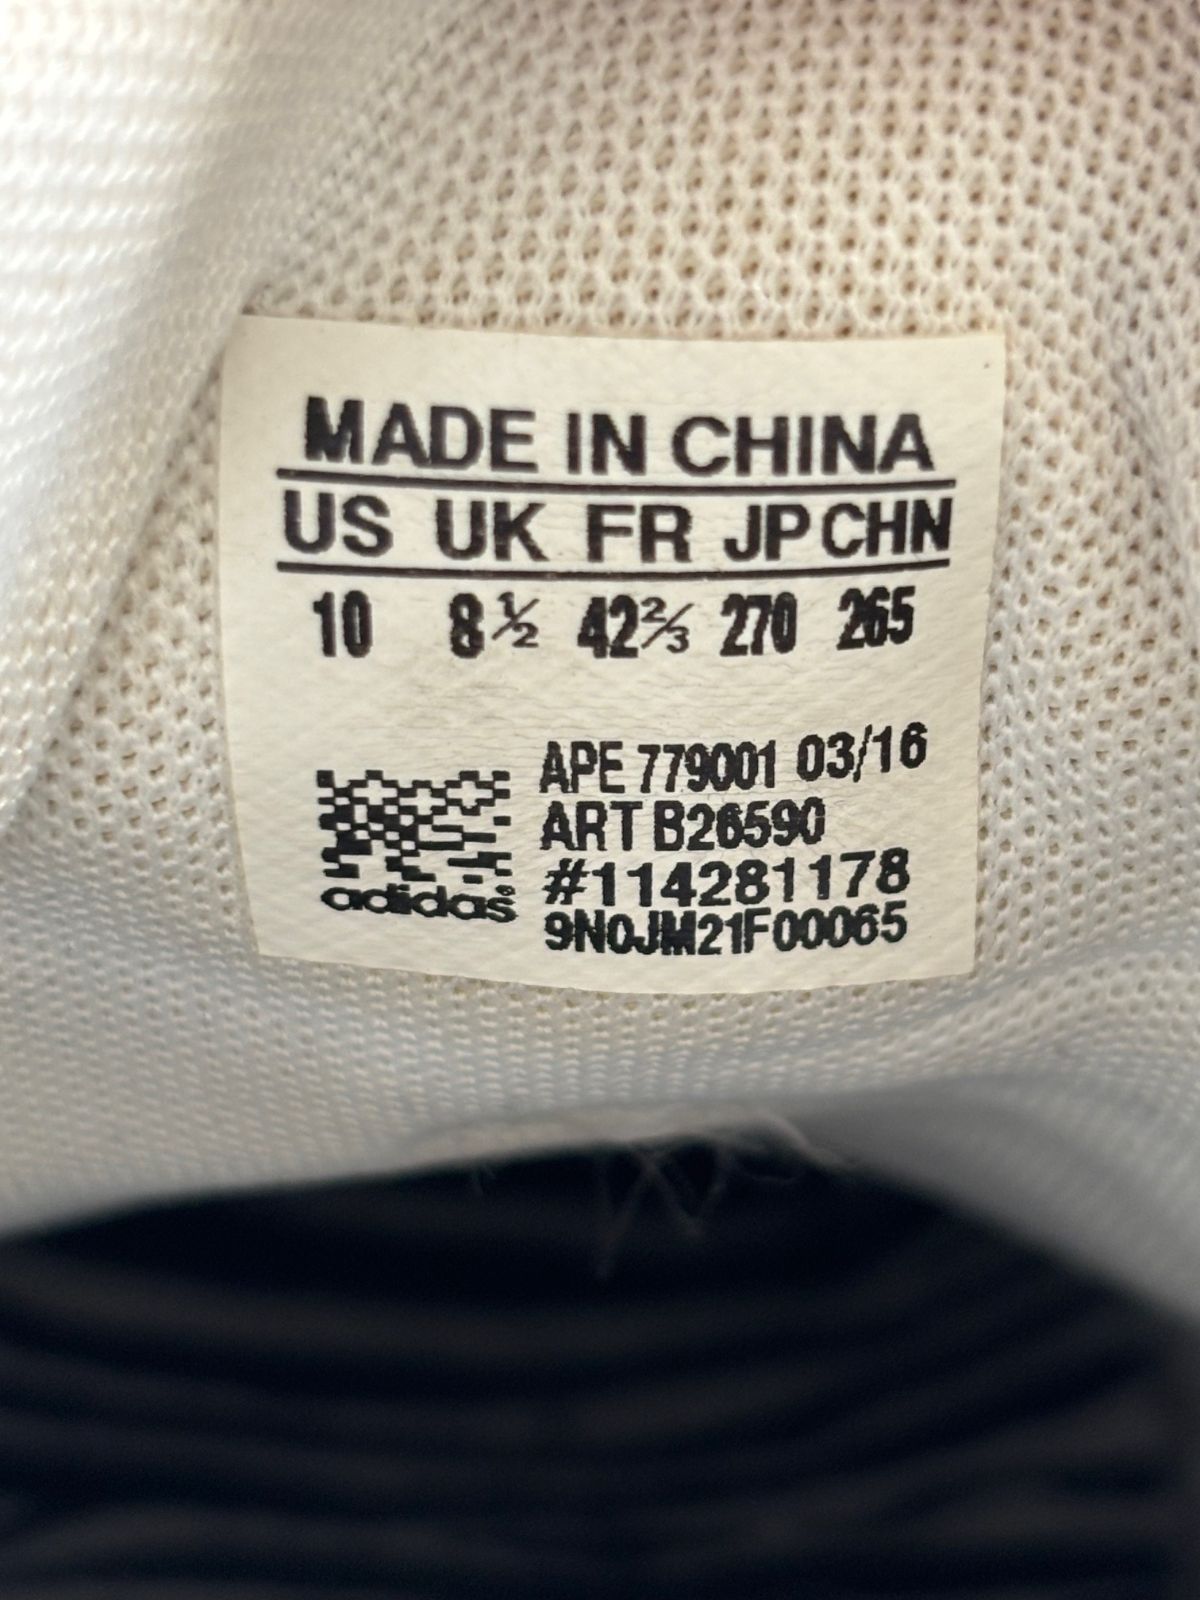 MADE IN CHINA
US UK FR JP CHN
10 8½ 42⅔ 270 265
APE 779001 03/16
ART B26590
#114281178
9N0JM21F00065
adidas®